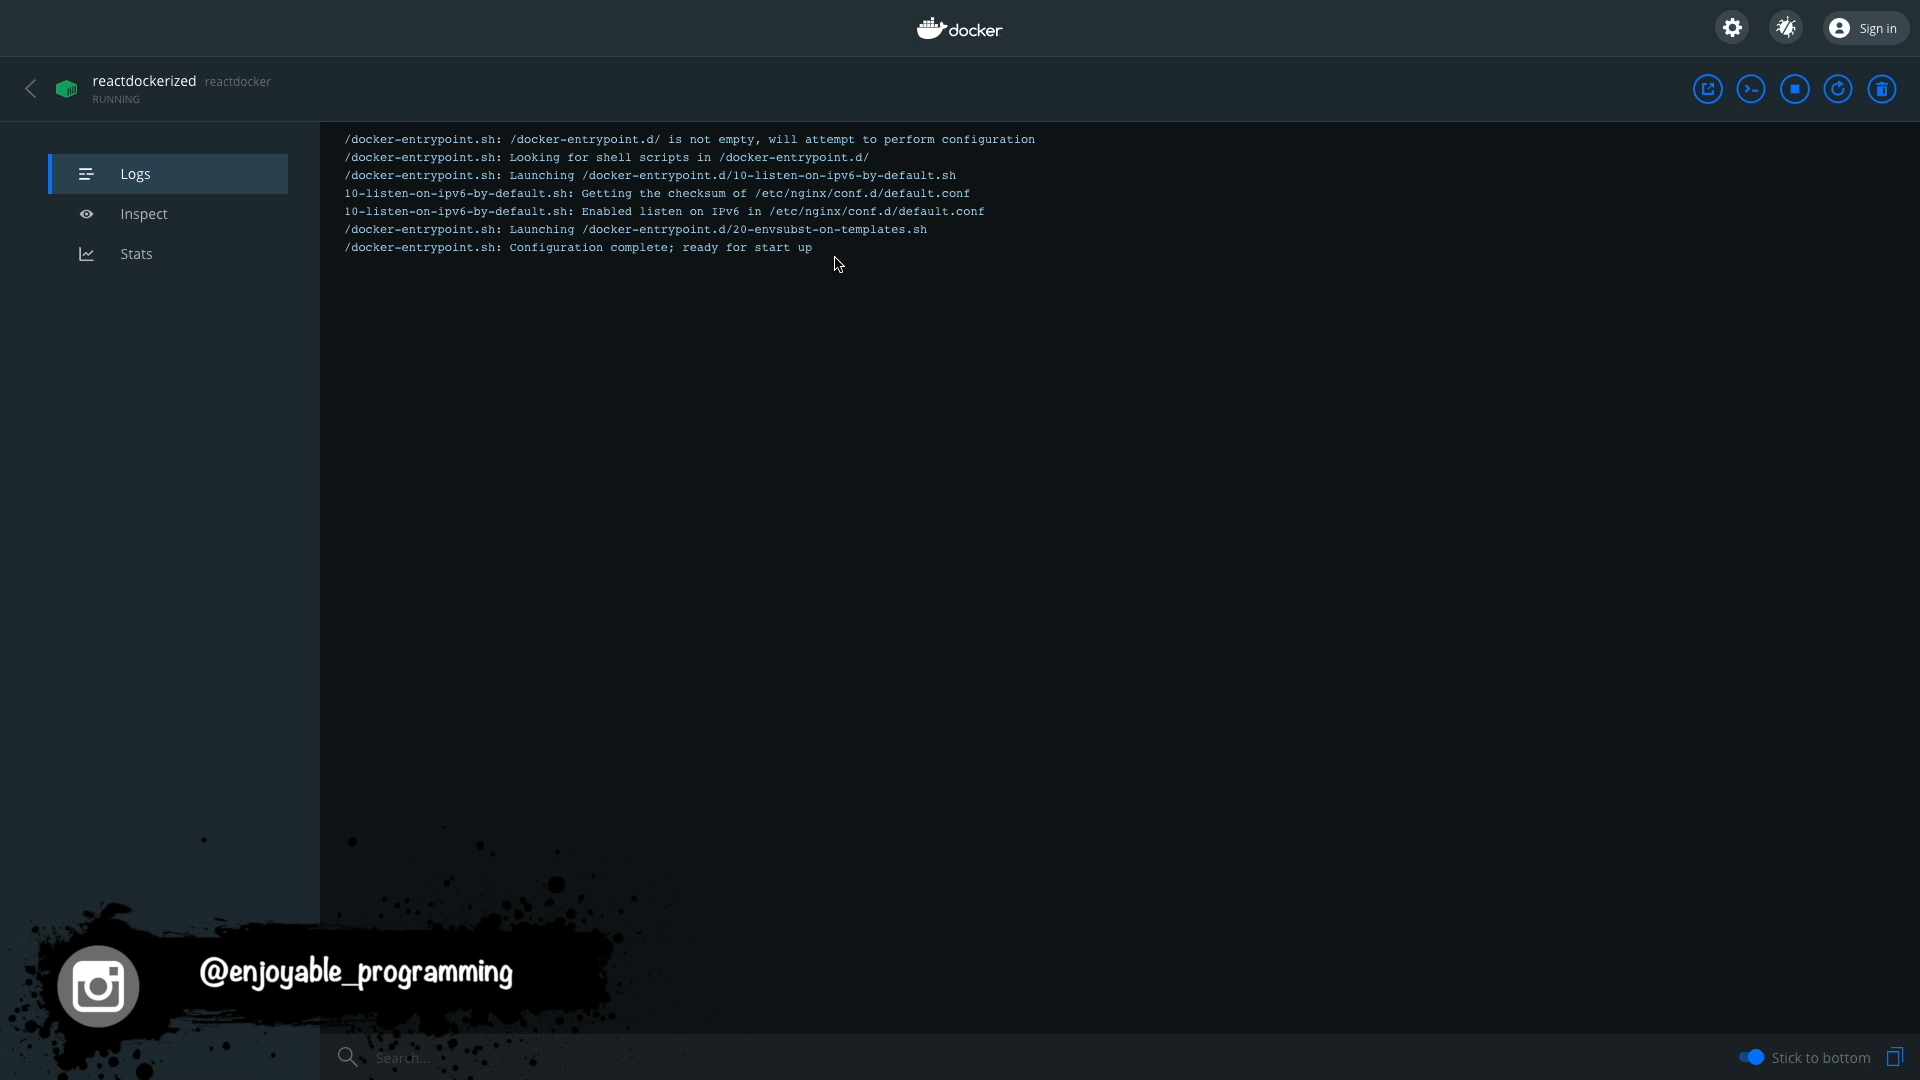 docker
Sign in
reactdockerized reactdocker
RUNNING
Logs
Inspect
Stats
/docker-entrypoint.sh: /docker-entrypoint.d/ is not empty, will attempt to perform configuration
/docker-entrypoint.sh: Looking for shell scripts in /docker-entrypoint.d/
/docker-entrypoint.sh: Launching /docker-entrypoint.d/10-listen-on-ipv6-by-default.sh
10-listen-on-ipv6-by-default.sh: Getting the checksum of /etc/nginx/conf.d/default.conf
10-listen-on-ipv6-by-default.sh: Enabled listen on IPv6 in /etc/nginx/conf.d/default.conf
/docker-entrypoint.sh: Launching /docker-entrypoint.d/20-envsubst-on-templates.sh
/docker-entrypoint.sh: Configuration complete; ready for start up
@enjoyable_programming
Search...
Stick to bottom